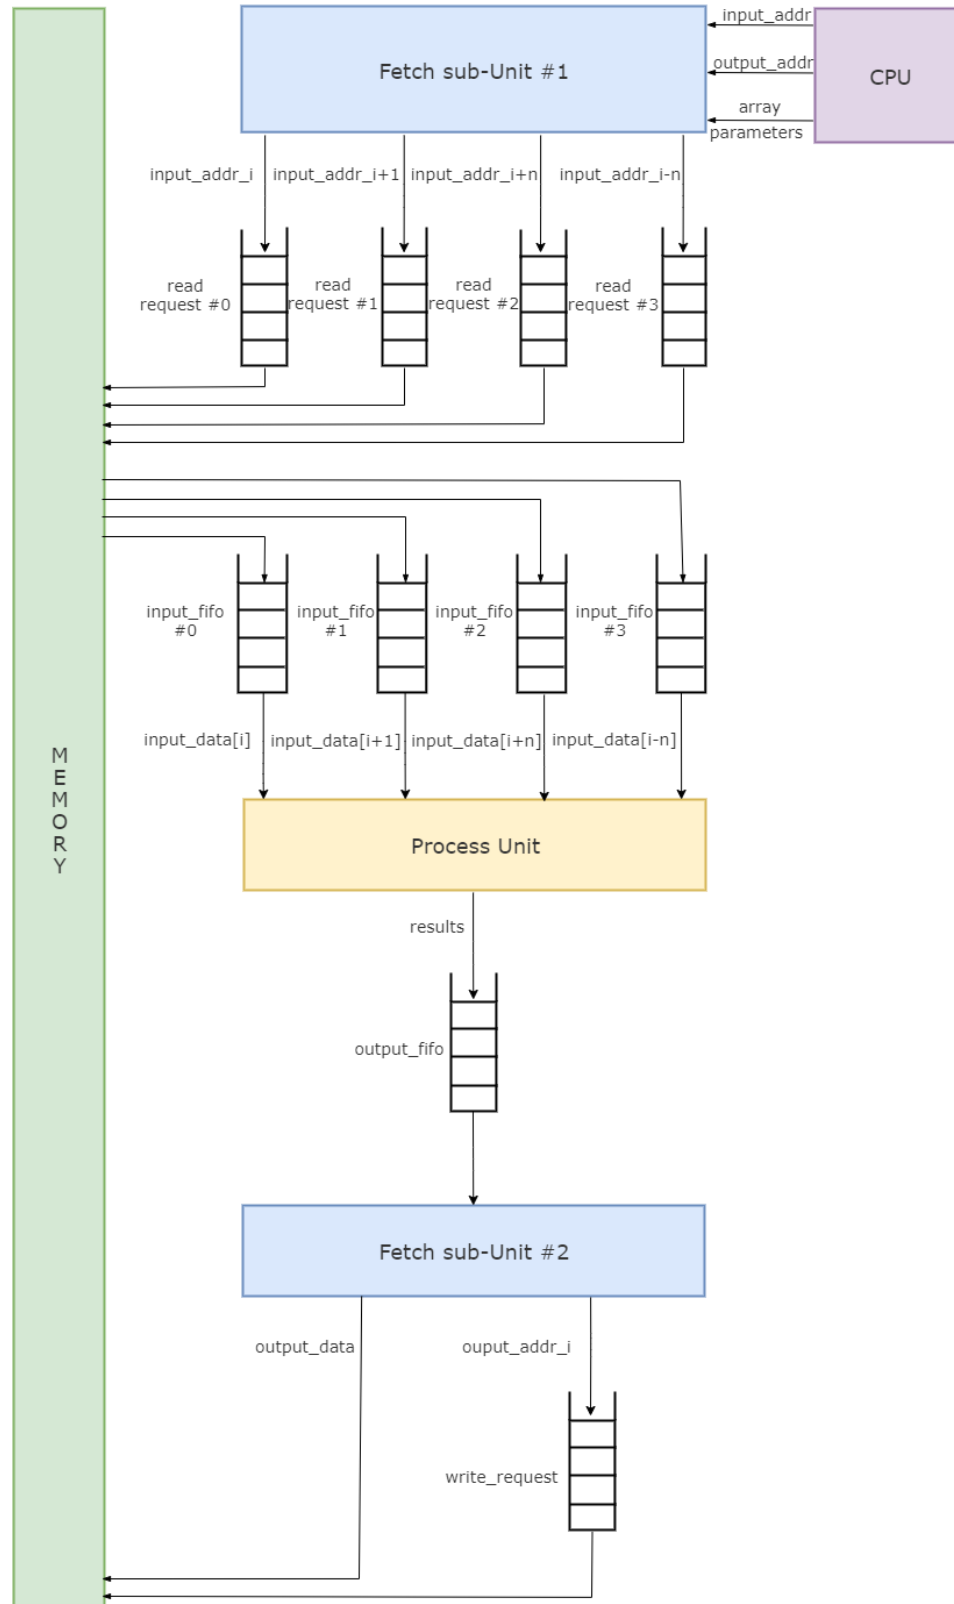 input_addr
Fetch sub-Unit #1
output_addr
CPU
array
parameters
input_addr_i
input_addr_i+1
input_addr_i+n
input_addr_i-n
read
request #0
read
request #1
read
request #2
read
request #3
input_fifo
#0
input_fifo
#1
input_fifo
#2
input_fifo
#3
input_data[i]
input_data[i+1]
input_data[i+n]
input_data[i-n]
M
E
M
O
R
Y
Process Unit
results
output_fifo
Fetch sub-Unit #2
output_data
ouput_addr_i
write_request